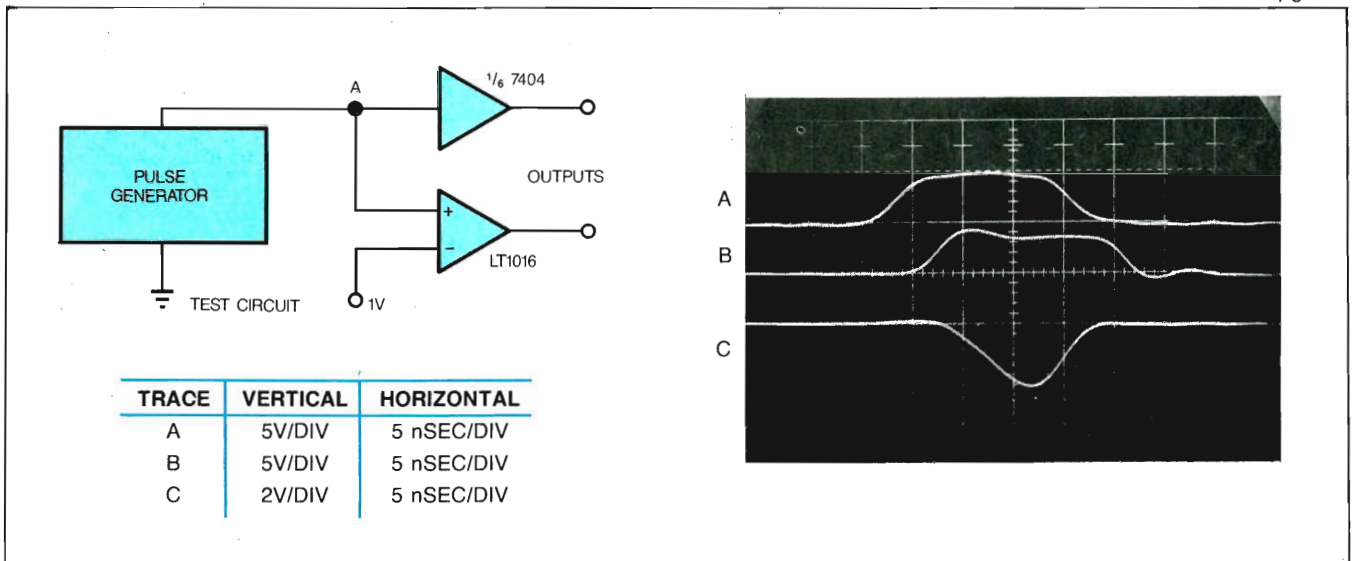 A
1/6 7404
PULSE
GENERATOR
OUTPUTS
+
−
LT1016
TEST CIRCUIT
1V
TRACE VERTICAL HORIZONTAL
A 5V/DIV 5 nSEC/DIV
B 5V/DIV 5 nSEC/DIV
C 2V/DIV 5 nSEC/DIV
A
B
C